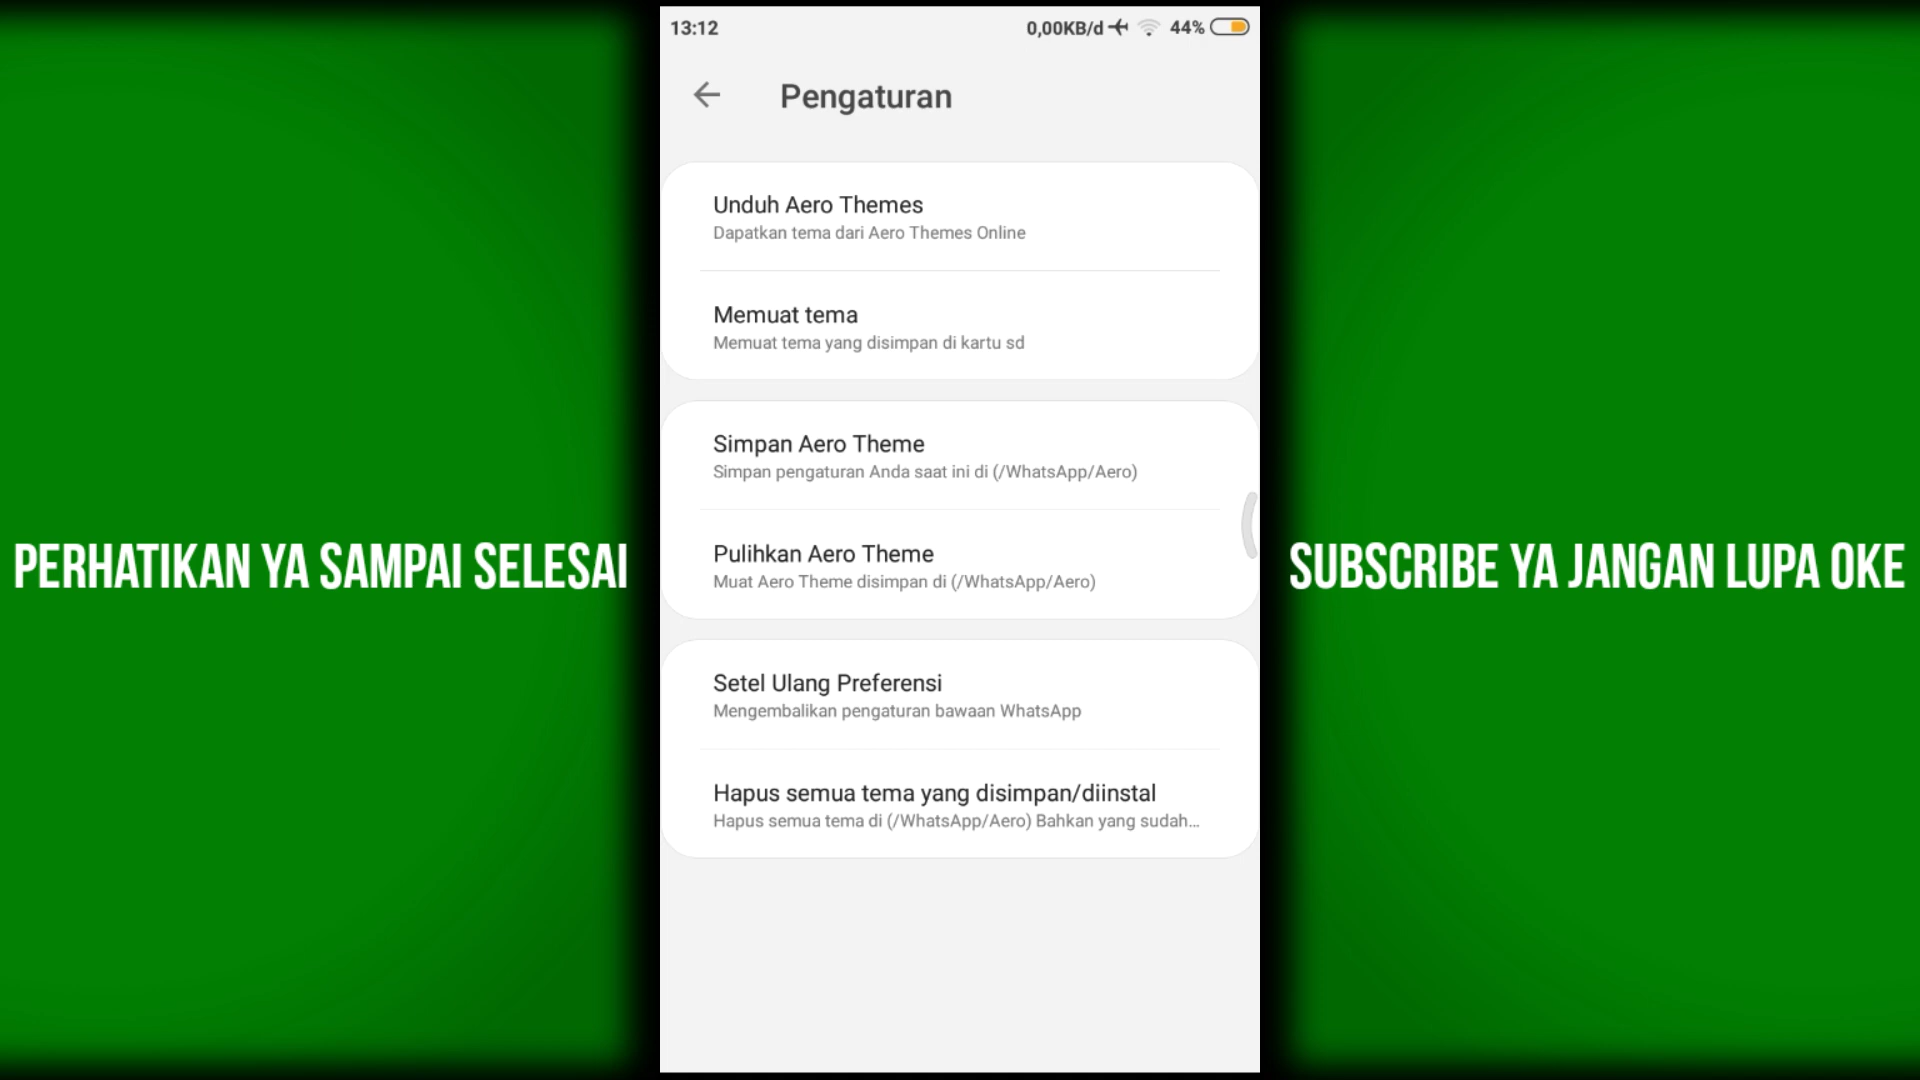 13:12
0,00KB/d 44%
Pengaturan
Unduh Aero Themes
Dapatkan tema dari Aero Themes Online
Memuat tema
Memuat tema yang disimpan di kartu sd
Simpan Aero Theme
Simpan pengaturan Anda saat ini di (/WhatsApp/Aero)
Pulihkan Aero Theme
Muat Aero Theme disimpan di (/WhatsApp/Aero)
Setel Ulang Preferensi
Mengembalikan pengaturan bawaan WhatsApp
Hapus semua tema yang disimpan/diinstal
Hapus semua tema di (/WhatsApp/Aero) Bahkan yang sudah...
PERHATIKAN YA SAMPAI SELESAI
SUBSCRIBE YA JANGAN LUPA OKE